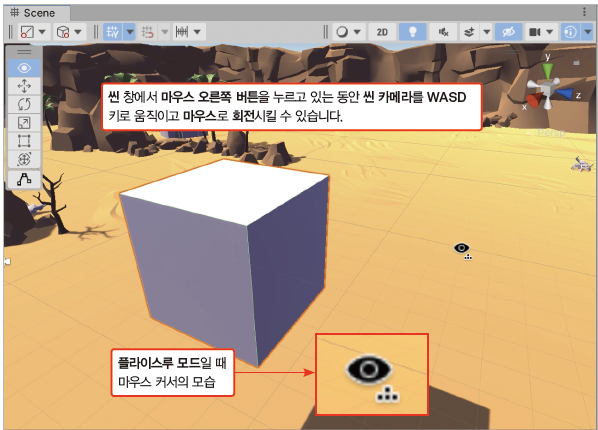 Scene
2D
씬 창에서 마우스 오른쪽 버튼을 누르고 있는 동안 씬 카메라를 WASD
키로 움직이고 마우스로 회전시킬 수 있습니다.
y
x
z
플라이스루 모드일 때
마우스 커서의 모습